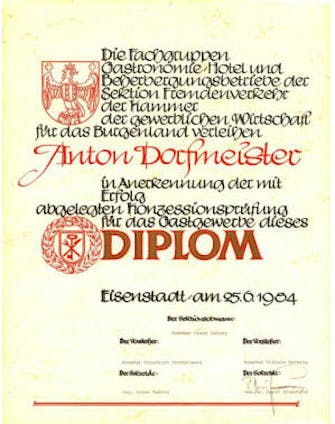 Die Fachgruppen
Gastronomie, Hotel und
Beherbergungsbetriebe der
Sektion Fremdenverkehr
der Kammer
der gewerblichen Wirtschaft
für das Burgenland verleihen
Anton Dorfmeister
in Anerkennung der mit
Erfolg
abgelegten Konzessionsprüfung
für das Gastgewerbe dieses
DIPLOM
Eisenstadt, am 25.6.1984
Der Sektionsobmann:
Der Vorsteher: Der Vorsteher:
Der Sekretär: Der Sekretär: